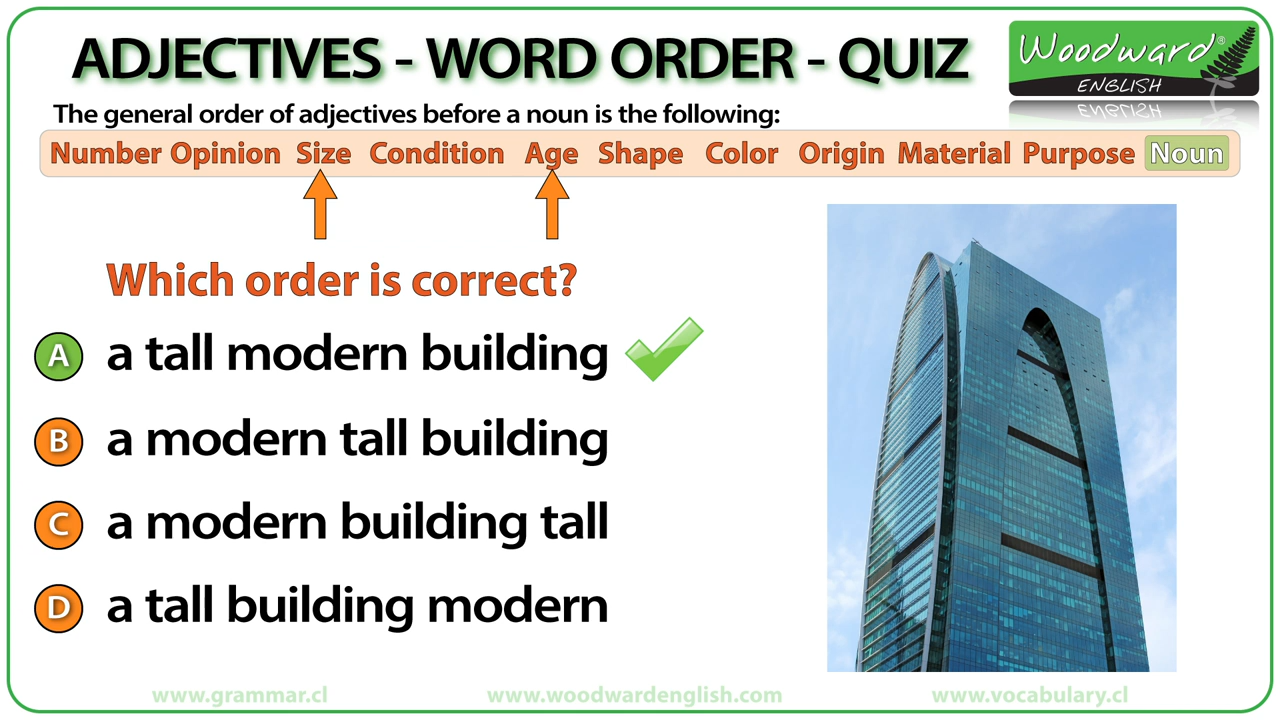 ADJECTIVES - WORD ORDER - QUIZ
Woodward®
ENGLISH
The general order of adjectives before a noun is the following:
Number Opinion Size Condition Age Shape Color Origin Material Purpose Noun
Which order is correct?
A a tall modern building
B a modern tall building
C a modern building tall
D a tall building modern
www.grammar.cl www.woodwardenglish.com www.vocabulary.cl